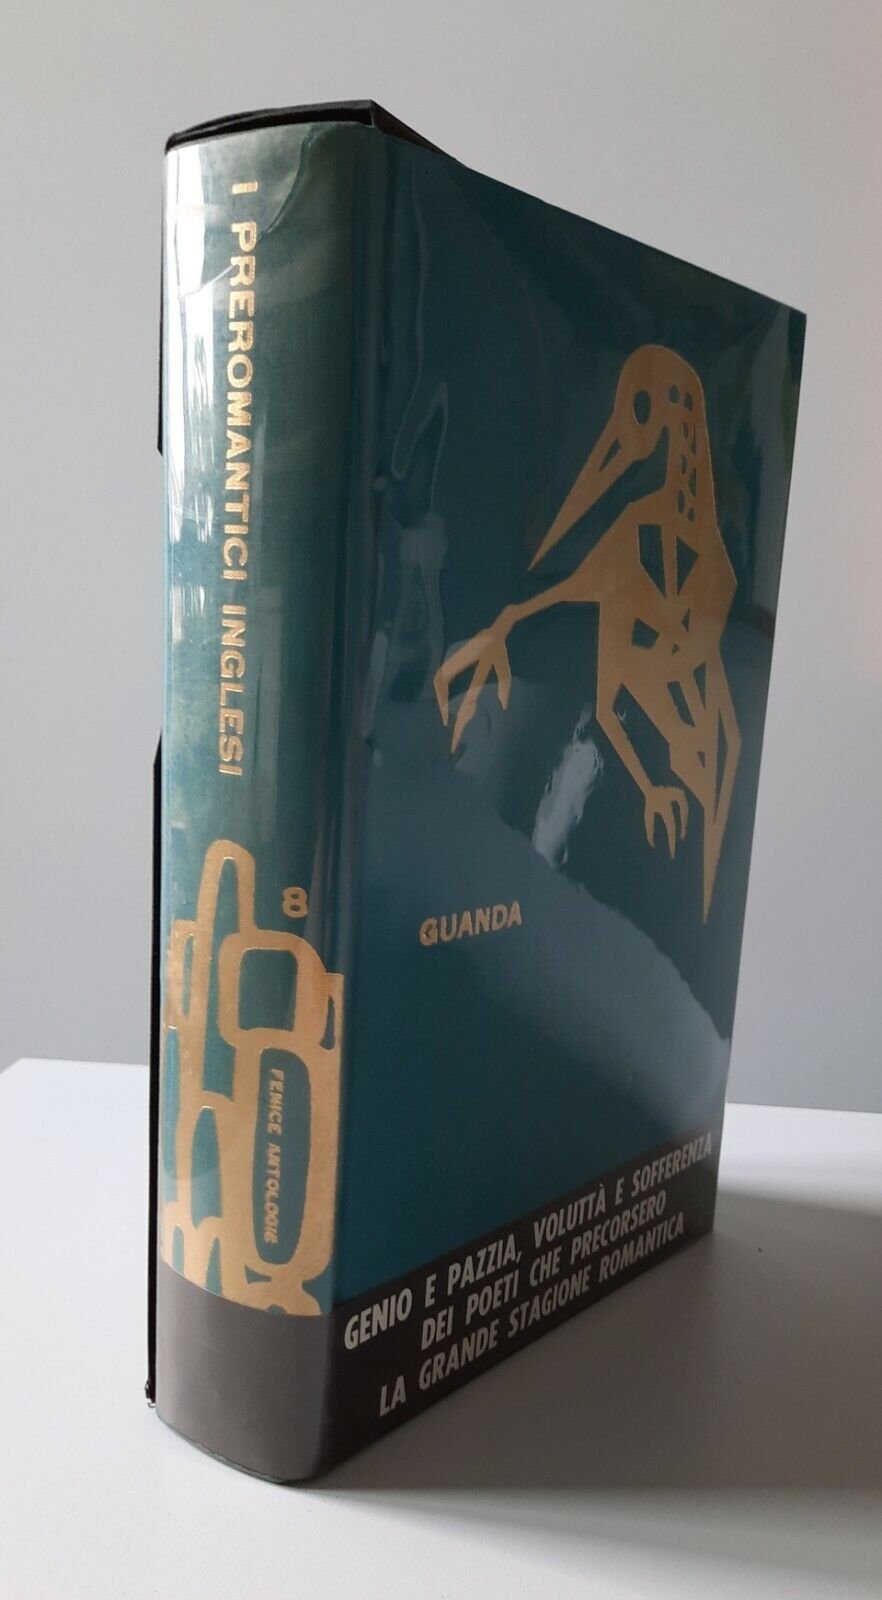 I PREROMANTICI INGLESI
8
FENICE ANTOLOGIE
GUANDA
GENIO E PAZZIA, VOLUTTÀ E SOFFERENZA
DEI POETI CHE PRECORSERO
LA GRANDE STAGIONE ROMANTICA